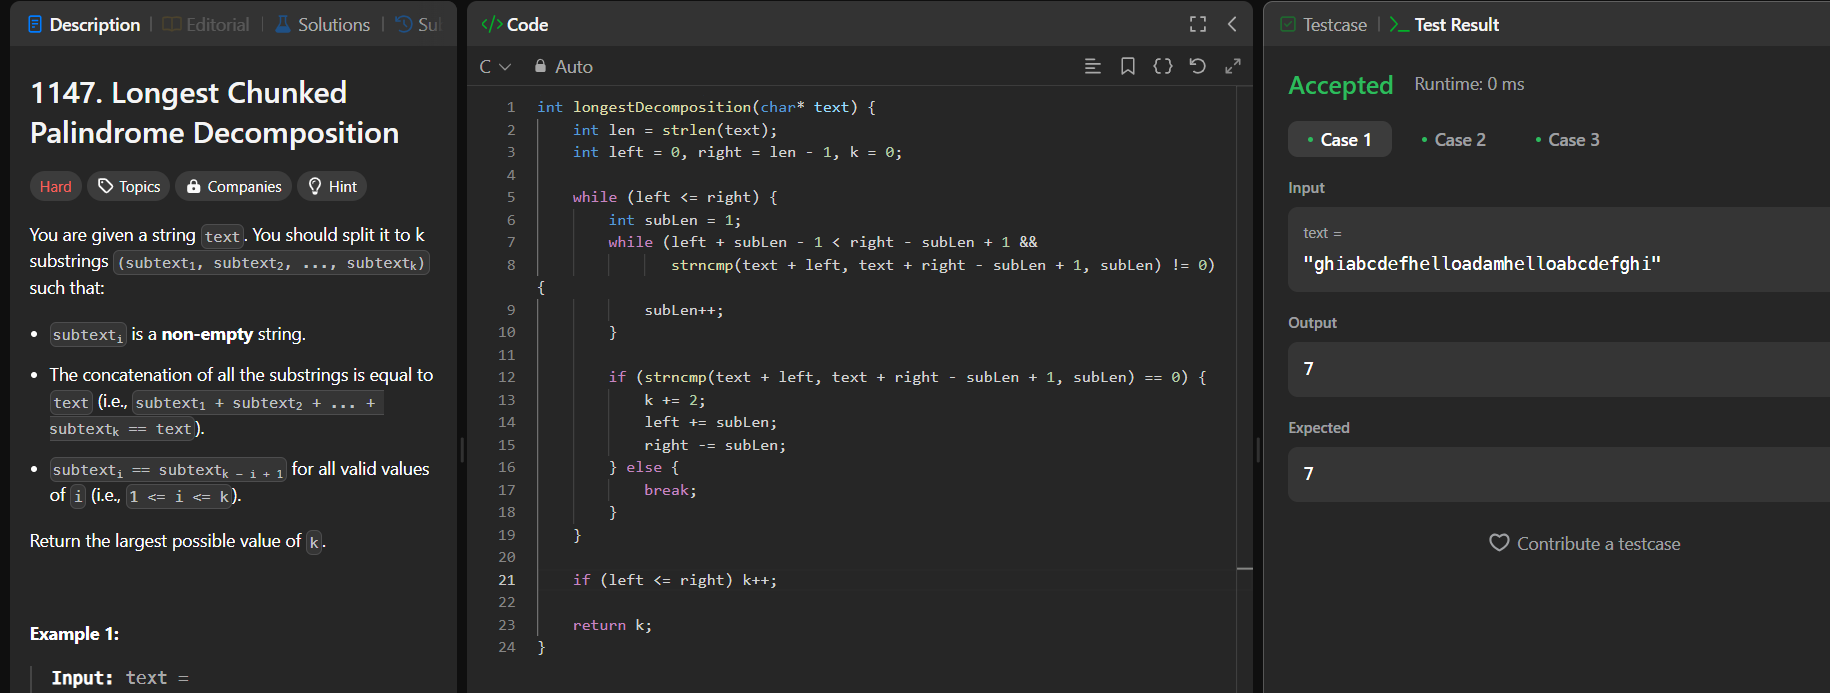 Description | Editorial | Solutions | Su
1147. Longest Chunked
Palindrome Decomposition
Hard Topics Companies Hint
You are given a string text. You should split it to k
substrings (subtext₁, subtext₂, ..., subtextₖ)
such that:
• subtextᵢ is a non-empty string.
• The concatenation of all the substrings is equal to
text (i.e., subtext₁ + subtext₂ + ... +
subtextₖ == text).
• subtextᵢ == subtextₖ ₋ ᵢ ₊ ₁ for all valid values
of i (i.e., 1 <= i <= k).
Return the largest possible value of k.
Example 1:
Input: text =
</> Code
C Auto
1 int longestDecomposition(char* text) {
2     int len = strlen(text);
3     int left = 0, right = len - 1, k = 0;
4
5     while (left <= right) {
6         int subLen = 1;
7         while (left + subLen - 1 < right - subLen + 1 &&
8                strncmp(text + left, text + right - subLen + 1, subLen) != 0)
{
9             subLen++;
10         }
11
12         if (strncmp(text + left, text + right - subLen + 1, subLen) == 0) {
13             k += 2;
14             left += subLen;
15             right -= subLen;
16         } else {
17             break;
18         }
19     }
20
21     if (left <= right) k++;
22
23     return k;
24 }
Testcase | >_ Test Result
Accepted Runtime: 0 ms
• Case 1 • Case 2 • Case 3
Input
text =
"ghiabcdefhelloadamhelloabcdefghi"
Output
7
Expected
7
Contribute a testcase